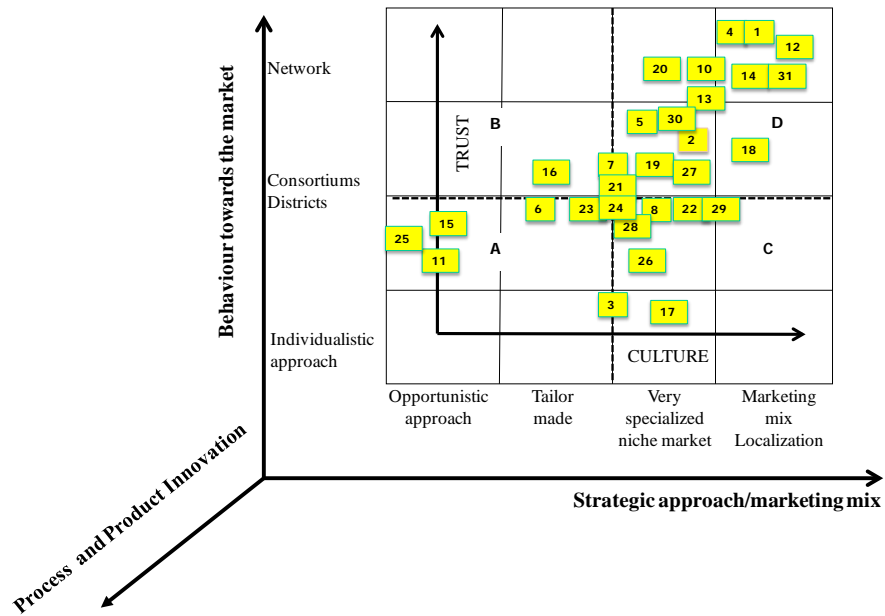 Behaviour towards the market
Network
Consortiums
Districts
Individualistic
approach
TRUST
4
1
12
20
10
14
31
13
5
30
B
D
2
18
7
19
16
27
21
6
23
24
8
22
29
15
28
25
11
A
26
C
3
17
CULTURE
Opportunistic
approach
Tailor
made
Very
specialized
niche market
Marketing
mix
Localization
Strategic approach/marketing mix
Process and Product Innovation